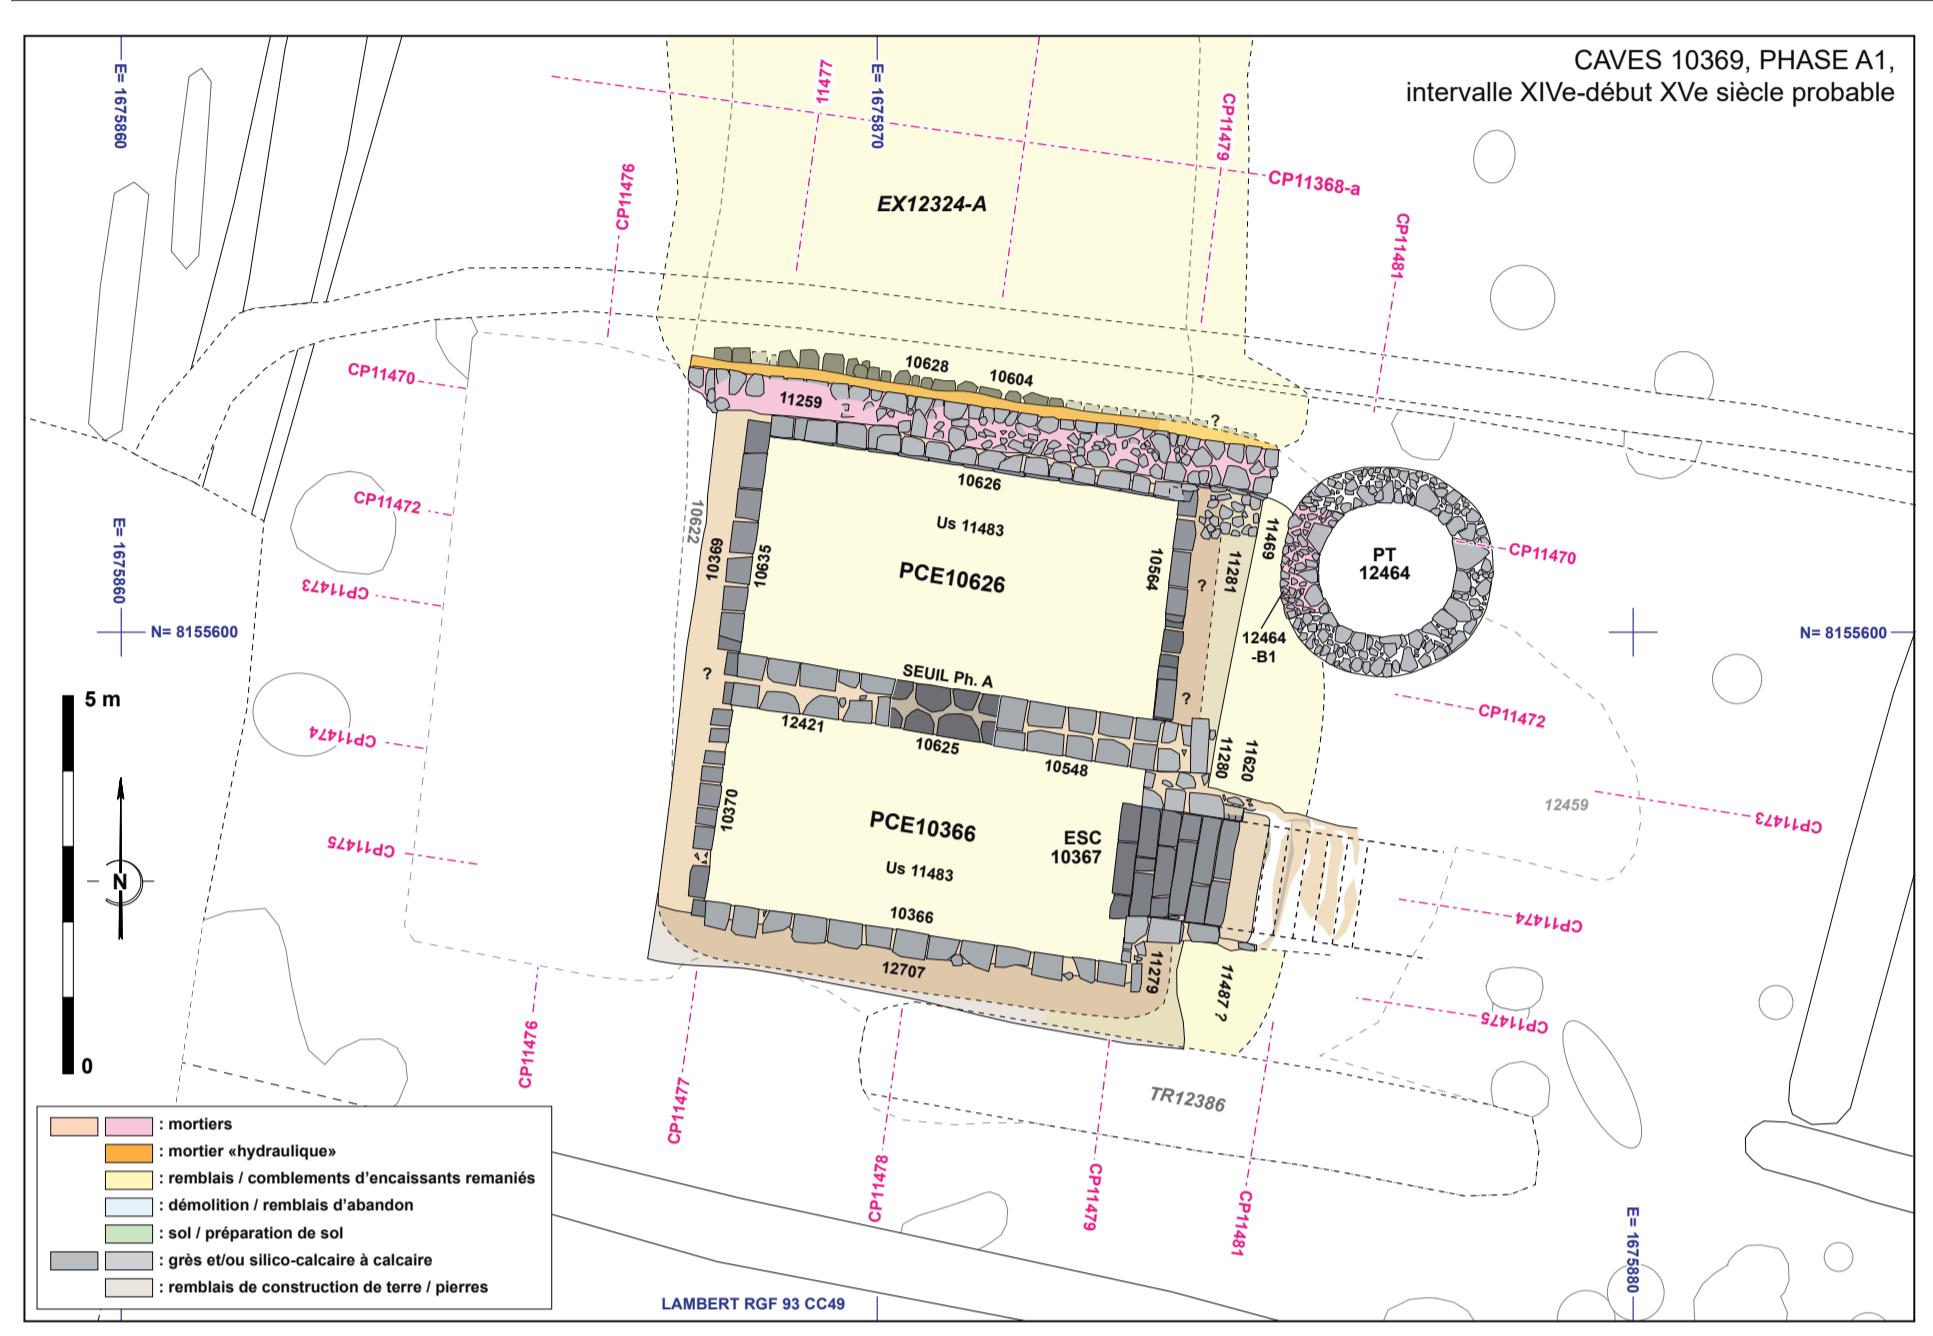 CAVES 10369, PHASE A1,
intervalle XIVe-début XVe siècle probable
E= 1675860
E= 1675870
11477
CP11479
CP11368-a
CP11476
EX12324-A
CP11481
CP11470
10628
10604
?
11259
10626
CP11472
10622
Us 11483
11469
E= 1675860
10369
10635
PCE10626
10564
?
11281
PT
12464
CP11470
CP11473
N= 8155600
12464
-B1
N= 8155600
?
SEUIL Ph. A
?
5 m
12421
10625
10548
CP11472
CP11474
11280
11620
10370
PCE10366
ESC
10367
12459
CP11473
CP11475
Us 11483
N
10366
CP11474
12707
11279
11487 ?
CP11475
0
CP11476
CP11477
TR12386
CP11478
CP11479
CP11481
E= 1675880
: mortiers
: mortier «hydraulique»
: remblais / comblements d'encaissants remaniés
: démolition / remblais d'abandon
: sol / préparation de sol
: grès et/ou silico-calcaire à calcaire
: remblais de construction de terre / pierres
LAMBERT RGF 93 CC49